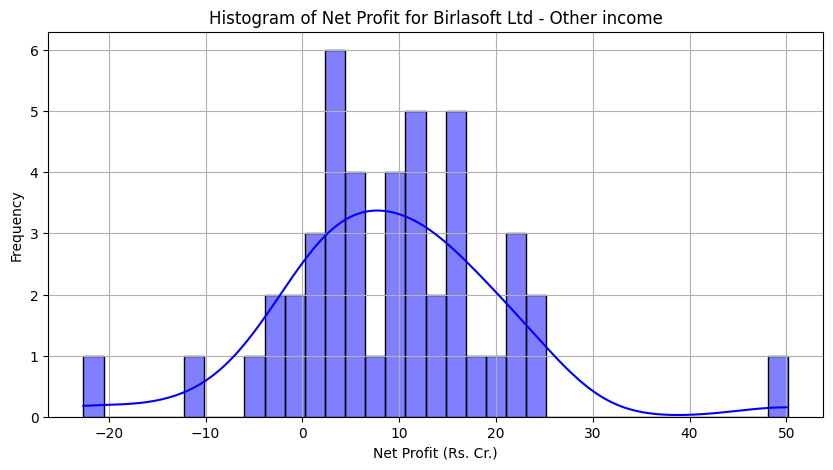 Histogram of Net Profit for Birlasoft Ltd - Other income
6
5
4
3
2
1
0
Frequency
−20 −10 0 10 20 30 40 50
Net Profit (Rs. Cr.)